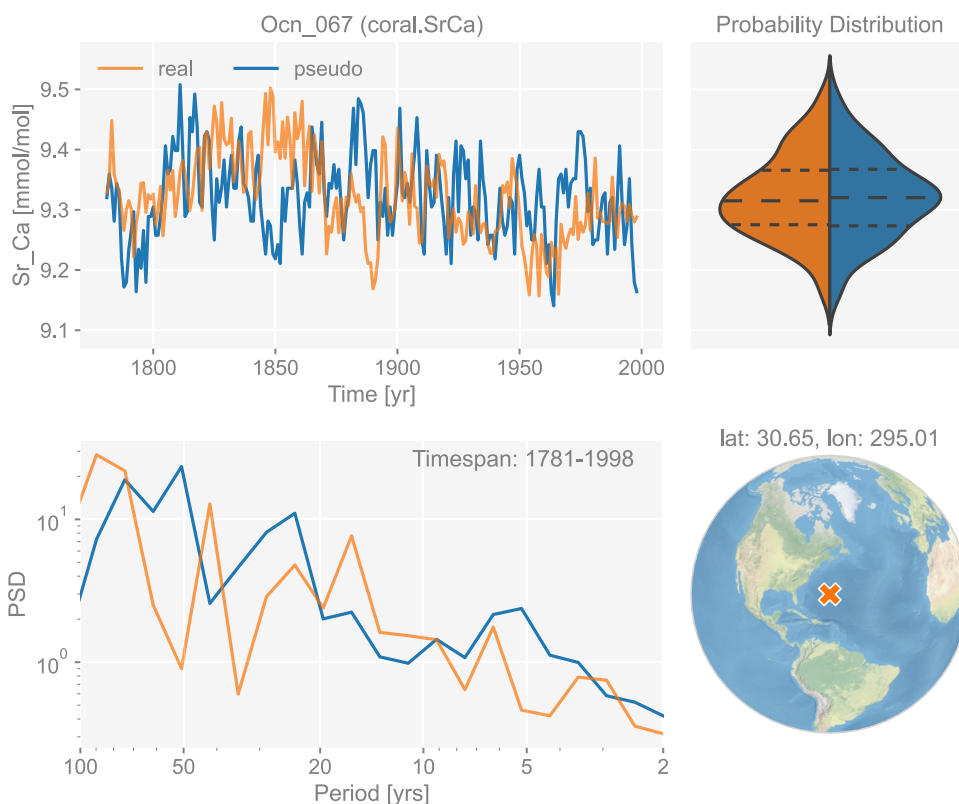 Ocn_067 (coral.SrCa)
real
pseudo
Sr_Ca [mmol/mol]
9.5
9.4
9.3
9.2
9.1
1800
1850
1900
1950
2000
Time [yr]
Probability Distribution
Timespan: 1781-1998
PSD
10¹
10⁰
100
50
20
10
5
2
Period [yrs]
lat: 30.65, lon: 295.01